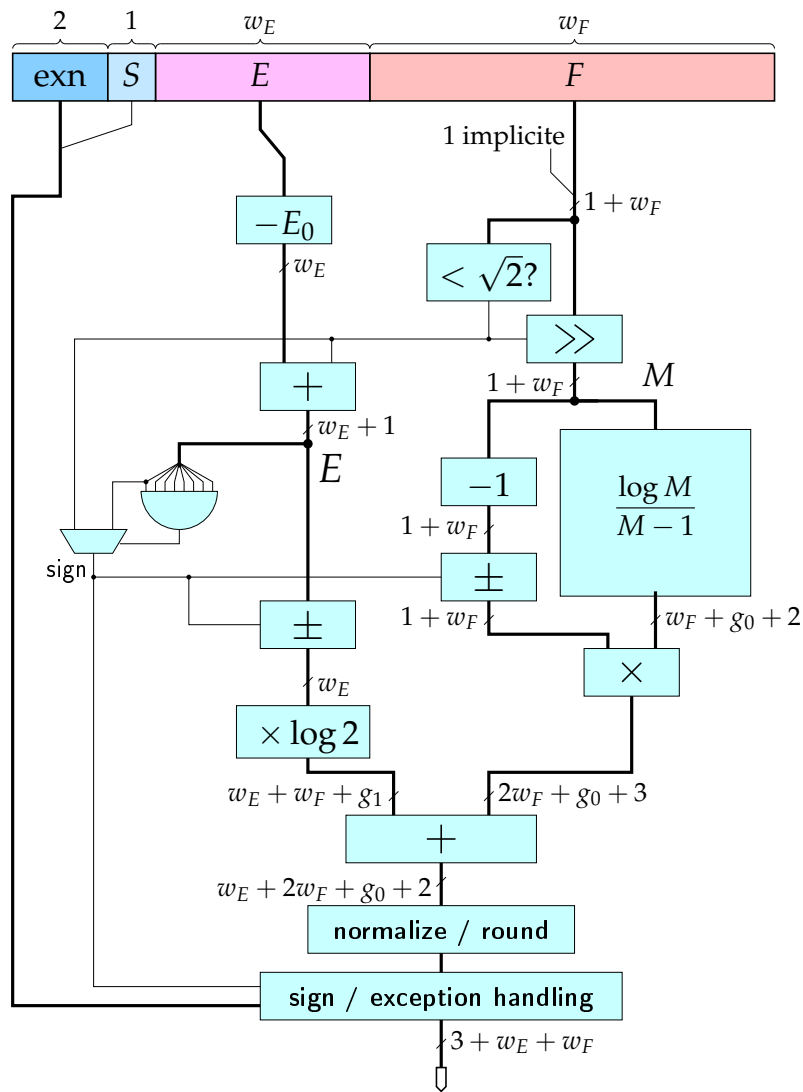 2 1 w_E w_F
exn S E F
1 implicite
1 + w_F
−E_0
< √2?
w_E
>>
1 + w_F
M
+
w_E + 1
E
−1
log M
M − 1
1 + w_F
sign
±
±
1 + w_F
w_F + g_0 + 2
×
w_E
× log 2
w_E + w_F + g_1
2w_F + g_0 + 3
+
w_E + 2w_F + g_0 + 2
normalize / round
sign / exception handling
3 + w_E + w_F